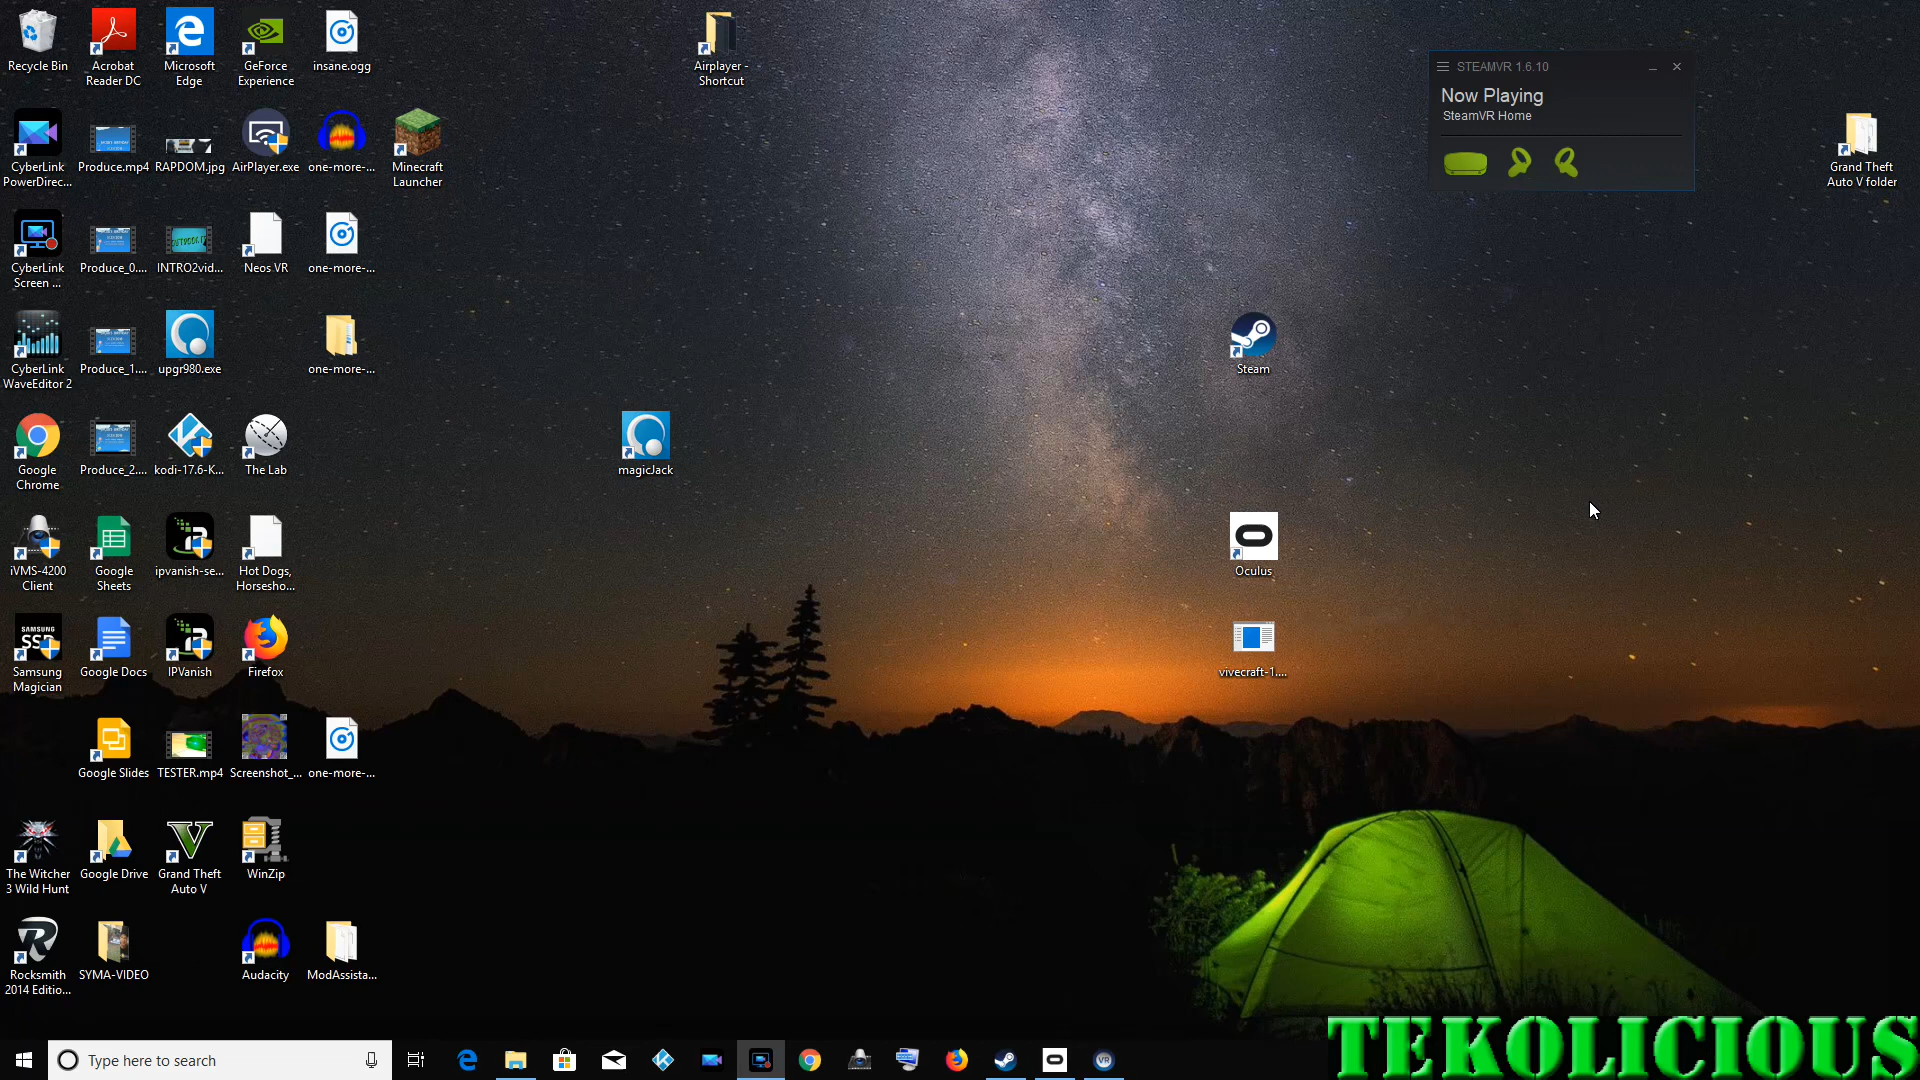 Recycle Bin
Acrobat
Reader DC
Microsoft
Edge
GeForce
Experience
insane.ogg
Airplayer -
Shortcut
STEAMVR 1.6.10
Now Playing
SteamVR Home
CyberLink
PowerDirec...
Produce.mp4
RAPDOM.jpg
AirPlayer.exe
one-more-...
Minecraft
Launcher
Grand Theft
Auto V folder
CyberLink
Screen ...
Produce_0....
INTRO2vid...
Neos VR
one-more-...
CyberLink
WaveEditor 2
Produce_1....
upgr980.exe
one-more-...
Steam
Google
Chrome
Produce_2....
kodi-17.6-K...
The Lab
magicJack
iVMS-4200
Client
Google
Sheets
ipvanish-se...
Hot Dogs,
Horsesho...
Oculus
SAMSUNG
SSD
Samsung
Magician
Google Docs
IPVanish
Firefox
vivecraft-1....
Google Slides
TESTER.mp4
Screenshot_...
one-more-...
The Witcher
3 Wild Hunt
Google Drive
Grand Theft
Auto V
WinZip
Rocksmith
2014 Editio...
SYMA-VIDEO
Audacity
ModAssista...
TEKOLICIOUS
Type here to search